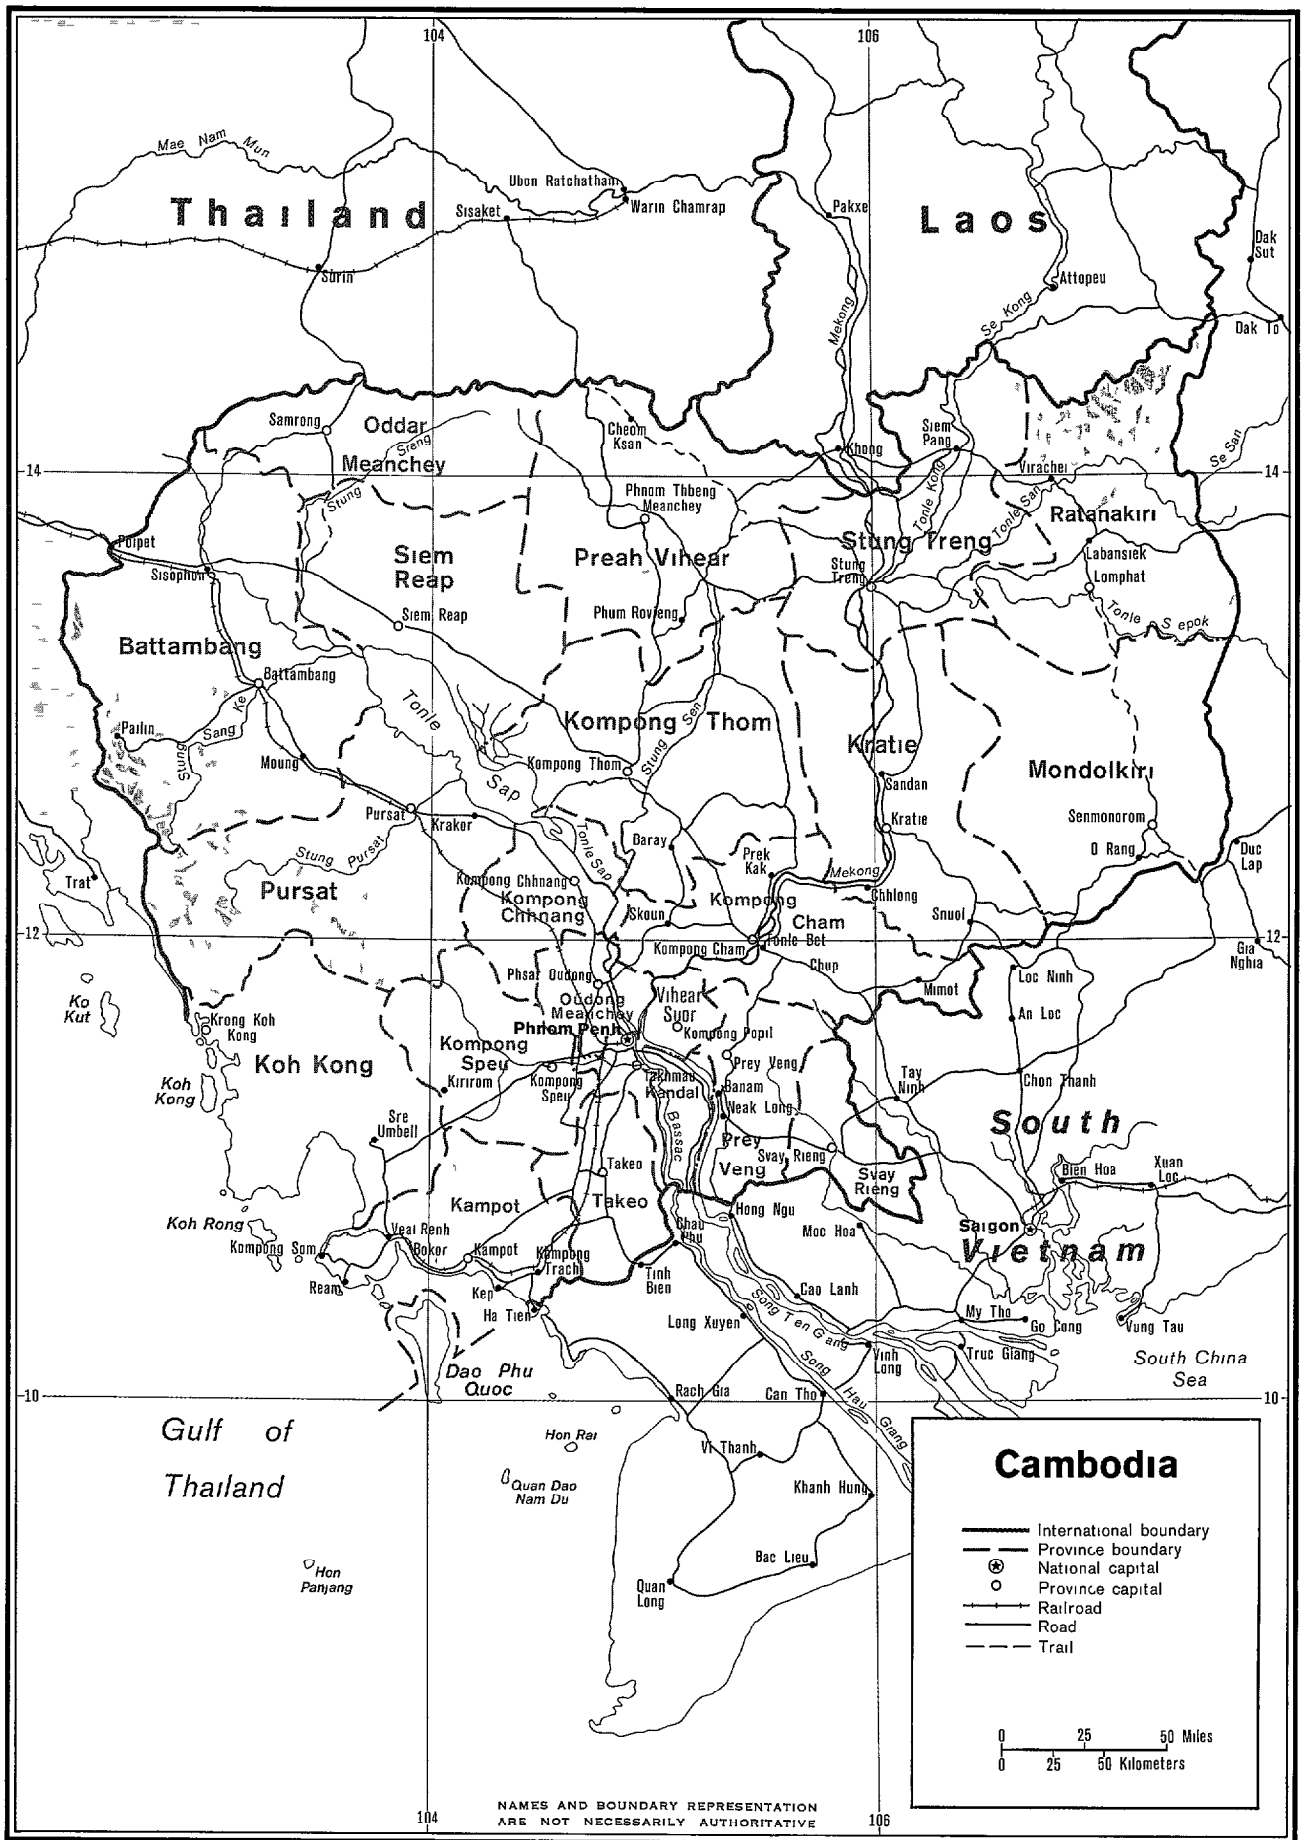 104
106
Mae Nam Mun
Ubon Ratchathani
Thailand
Sisaket
Warin Chamrap
Pakxe
Laos
Dak
Sut
Surin
Attopeu
Mekong
Se Kong
Dak To
Samrong
Oddar
Meanchey
Stung Sreng
Cheom
Ksan
Siem
Pang
Khong
Virachei
Se San
14
14
Phnom Thbeng
Meanchey
Tonle Kong
Tonle San
Ratanakiri
Poipet
Sisophon
Siem
Reap
Preah Vihear
Stung Treng
Stung
Treng
Labansiek
Lomphat
Siem Reap
Phum Rovieng
Tonle Srepok
Battambang
Battambang
Tonle
Sap
Kompong Thom
Stung Sen
Kratie
Pailin
Stung Sang Ke
Moung
Kompong Thom
Sandan
Mondolkiri
Pursat
Krakor
Kratie
Senmonorom
Stung Pursat
Tonle Sap
Baray
Prek
Kak
Mekong
O Rang
Duc
Lap
Trat
Pursat
Kompong Chhnang
Kompong
Chhnang
Kompong
Cham
Chhlong
Skoun
Snuol
12
12
Kompong Cham
Tonle Bet
Gia
Nghia
Phsar Oudong
Chup
Mimot
Loc Ninh
Ko
Kut
Oudong
Meanchey
Vihear
Suor
An Loc
Krong Koh
Kong
Phnom Penh
Kompong Popil
Koh Kong
Kompong
Speu
Prey Veng
Koh
Kong
Kirirom
Kompong
Speu
Takhmau
Kandal
Banam
Tay
Ninh
Chon Thanh
Neak Long
Sre
Umbell
Bassac
South
Prey
Veng
Svay Rieng
Bien Hoa
Xuan
Loc
Takeo
Svay
Rieng
Kampot
Takeo
Hong Ngu
Koh Rong
Veal Renh
Chau
Phu
Moc Hoa
Saigon
Vietnam
Kompong Som
Bokor
Kampot
Kompong
Trach
Ream
Kep
Tinh
Bien
Cao Lanh
Ha Tien
Song Tien Giang
My Tho
Go Cong
Vung Tau
Long Xuyen
Vinh
Long
Truc Giang
South China
Sea
Song Hau Giang
Dao Phu
Quoc
Rach Gia
Can Tho
10
10
Gulf of
Thailand
Hon Rai
Vi Thanh
Quan Dao
Nam Du
Khanh Hung
Hon
Panjang
Bac Lieu
Quan
Long
Cambodia
International boundary
Province boundary
National capital
Province capital
Railroad
Road
Trail
0 25 50 Miles
0 25 50 Kilometers
104
106
NAMES AND BOUNDARY REPRESENTATION
ARE NOT NECESSARILY AUTHORITATIVE